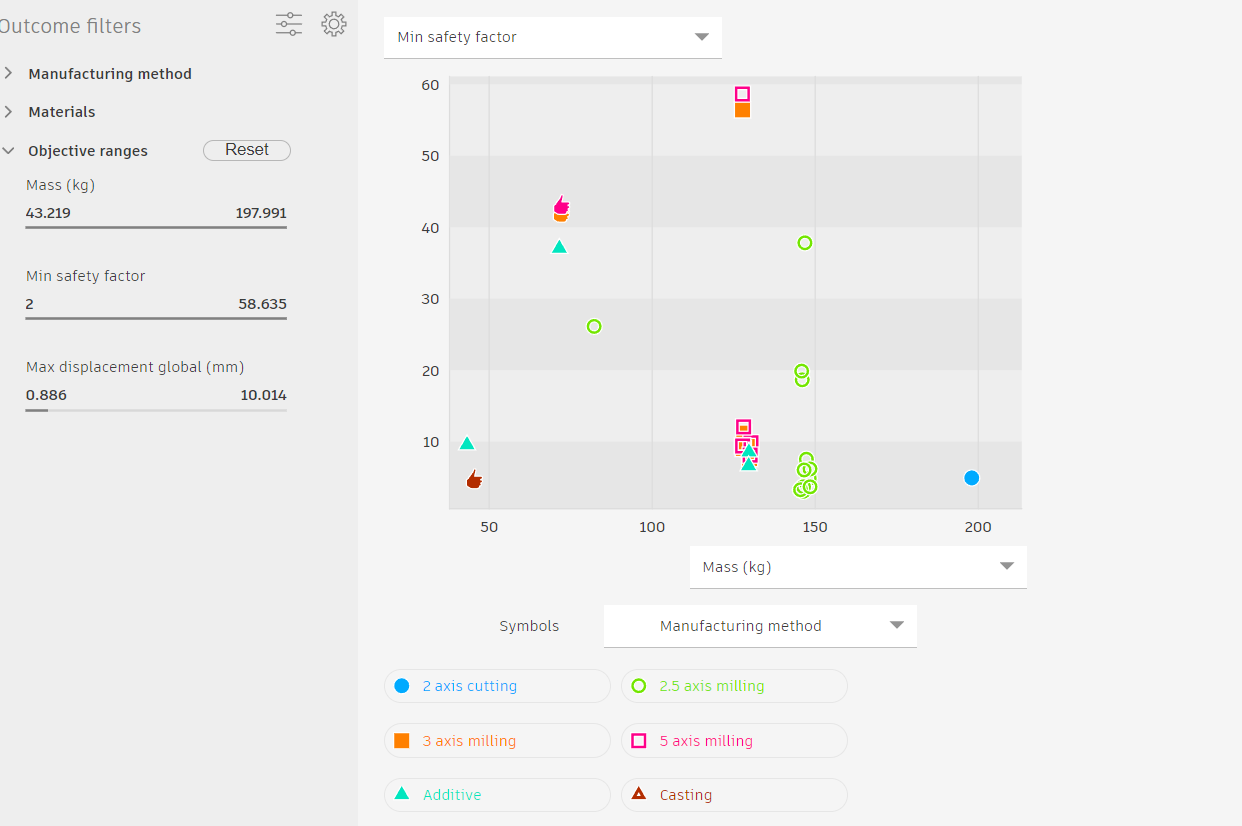 Outcome filters
Manufacturing method
Materials
Objective ranges Reset
Mass (kg)
43.219 197.991
Min safety factor
2 58.635
Max displacement global (mm)
0.886 10.014
Min safety factor
60
50
40
30
20
10
50 100 150 200
Mass (kg)
Symbols Manufacturing method
2 axis cutting 2.5 axis milling
3 axis milling 5 axis milling
Additive Casting